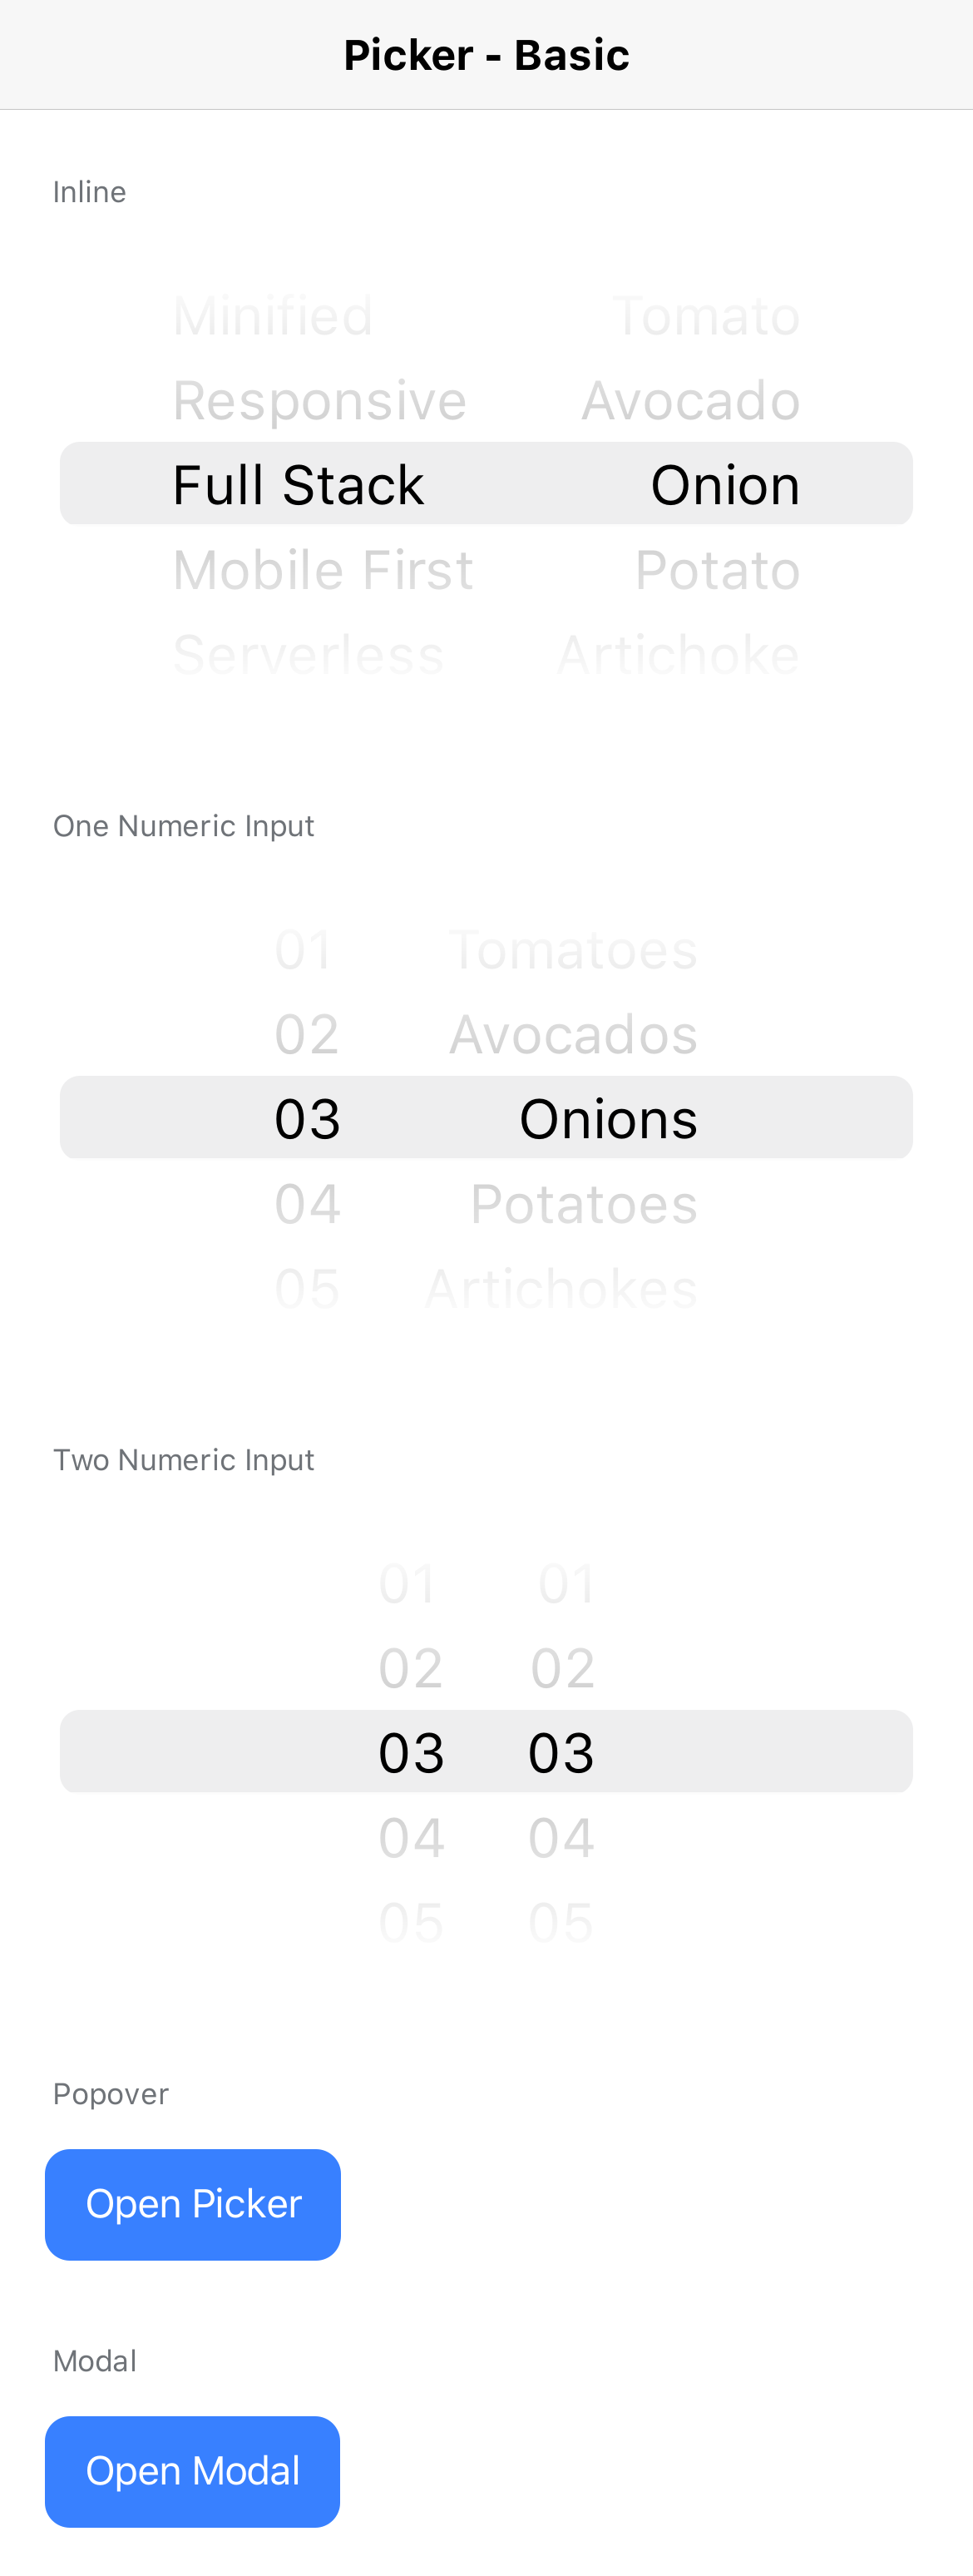 Picker - Basic
Inline
Minified Tomato
Responsive Avocado
Full Stack Onion
Mobile First Potato
Serverless Artichoke
One Numeric Input
01 Tomatoes
02 Avocados
03 Onions
04 Potatoes
05 Artichokes
Two Numeric Input
01 01
02 02
03 03
04 04
05 05
Popover
Open Picker
Modal
Open Modal